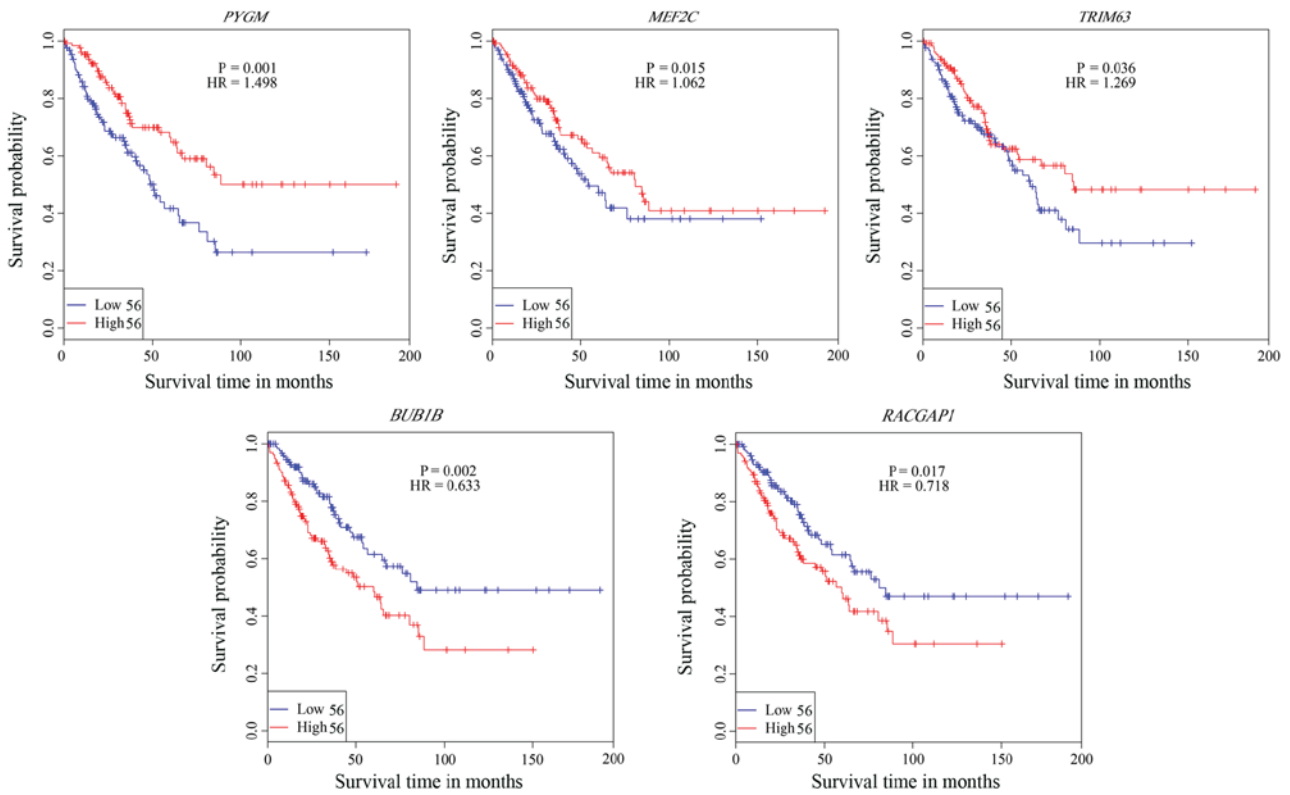 PYGM
P = 0.001
HR = 1.498
Survival probability
1.0
0.8
0.6
0.4
0.2
0.0
Low 56
High 56
0 50 100 150 200
Survival time in months
MEF2C
P = 0.015
HR = 1.062
Survival probability
1.0
0.8
0.6
0.4
0.2
0.0
Low 56
High 56
0 50 100 150 200
Survival time in months
TRIM63
P = 0.036
HR = 1.269
Survival probability
1.0
0.8
0.6
0.4
0.2
0.0
Low 56
High 56
0 50 100 150 200
Survival time in months
BUB1B
P = 0.002
HR = 0.633
Survival probability
1.0
0.8
0.6
0.4
0.2
0.0
Low 56
High 56
0 50 100 150 200
Survival time in months
RACGAP1
P = 0.017
HR = 0.718
Survival probability
1.0
0.8
0.6
0.4
0.2
0.0
Low 56
High 56
0 50 100 150 200
Survival time in months